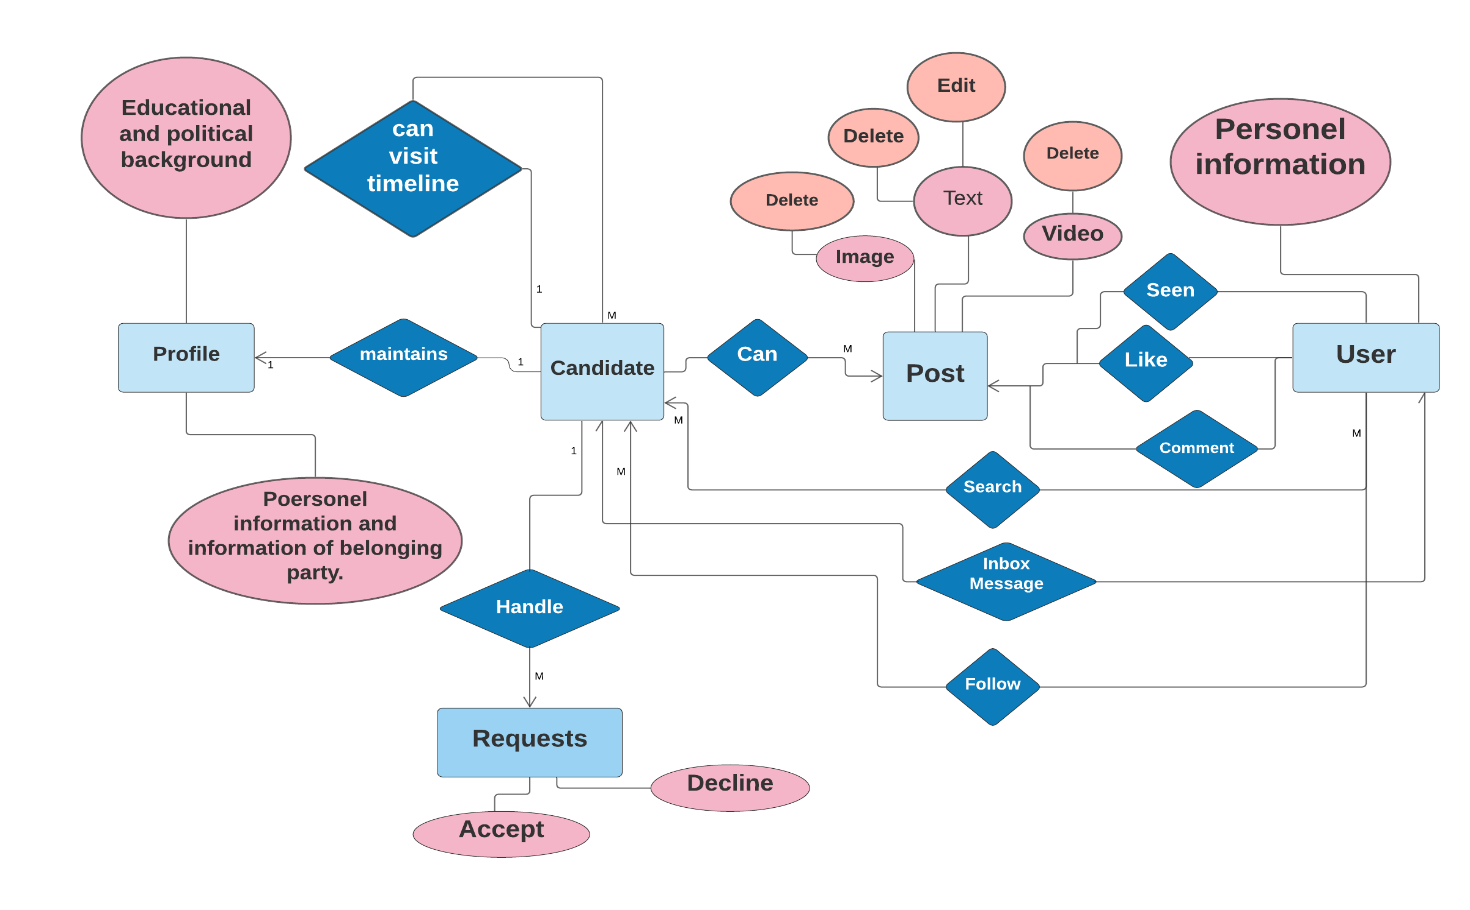 Educational
and political
background
can
visit
timeline
Edit
Delete
Delete
Delete
Text
Image
Video
Personel
information
Seen
1
M
Profile
1
maintains
1
Candidate
Can
M
Post
Like
User
M
M
1
M
Comment
Search
Poersonel
information and
information of belonging
party.
Inbox
Message
Handle
M
Follow
Requests
Decline
Accept